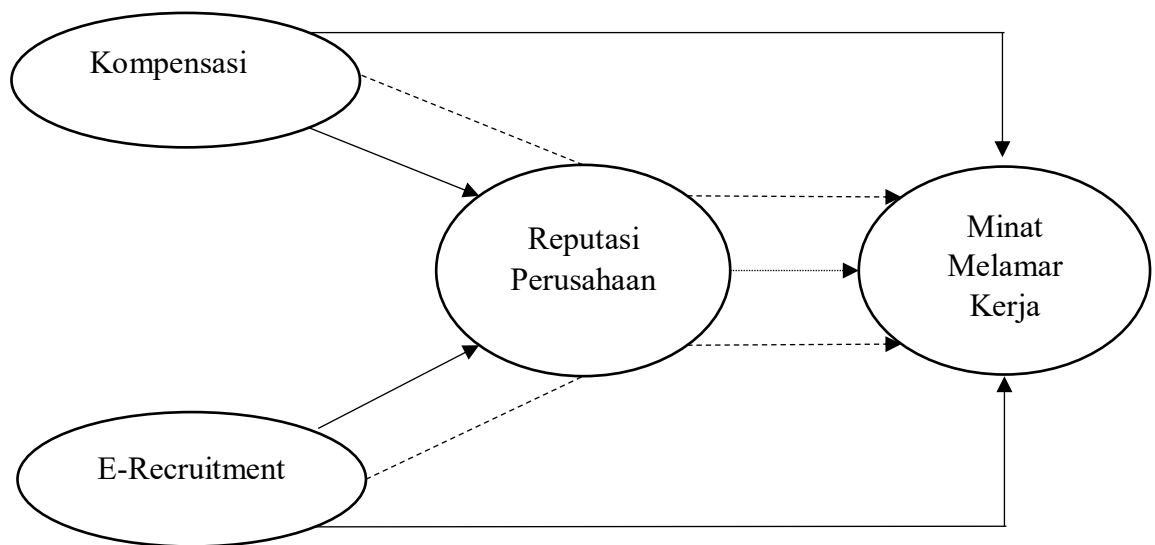 Kompensasi
Reputasi
Perusahaan
Minat
Melamar
Kerja
E-Recruitment